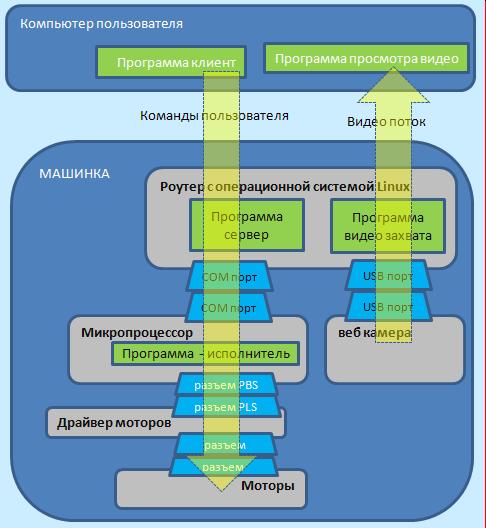 Компьютер пользователя
Программа клиент
Программа просмотра видео
Команды пользователя
Видео поток
МАШИНКА
Роутер с операционной системой Linux
Программа
сервер
Программа
видео захвата
COM порт
USB порт
COM порт
USB порт
Микропроцессор
веб камера
Программа - исполнитель
разъем PBS
разъем PLS
Драйвер моторов
разъем
разъем
Моторы